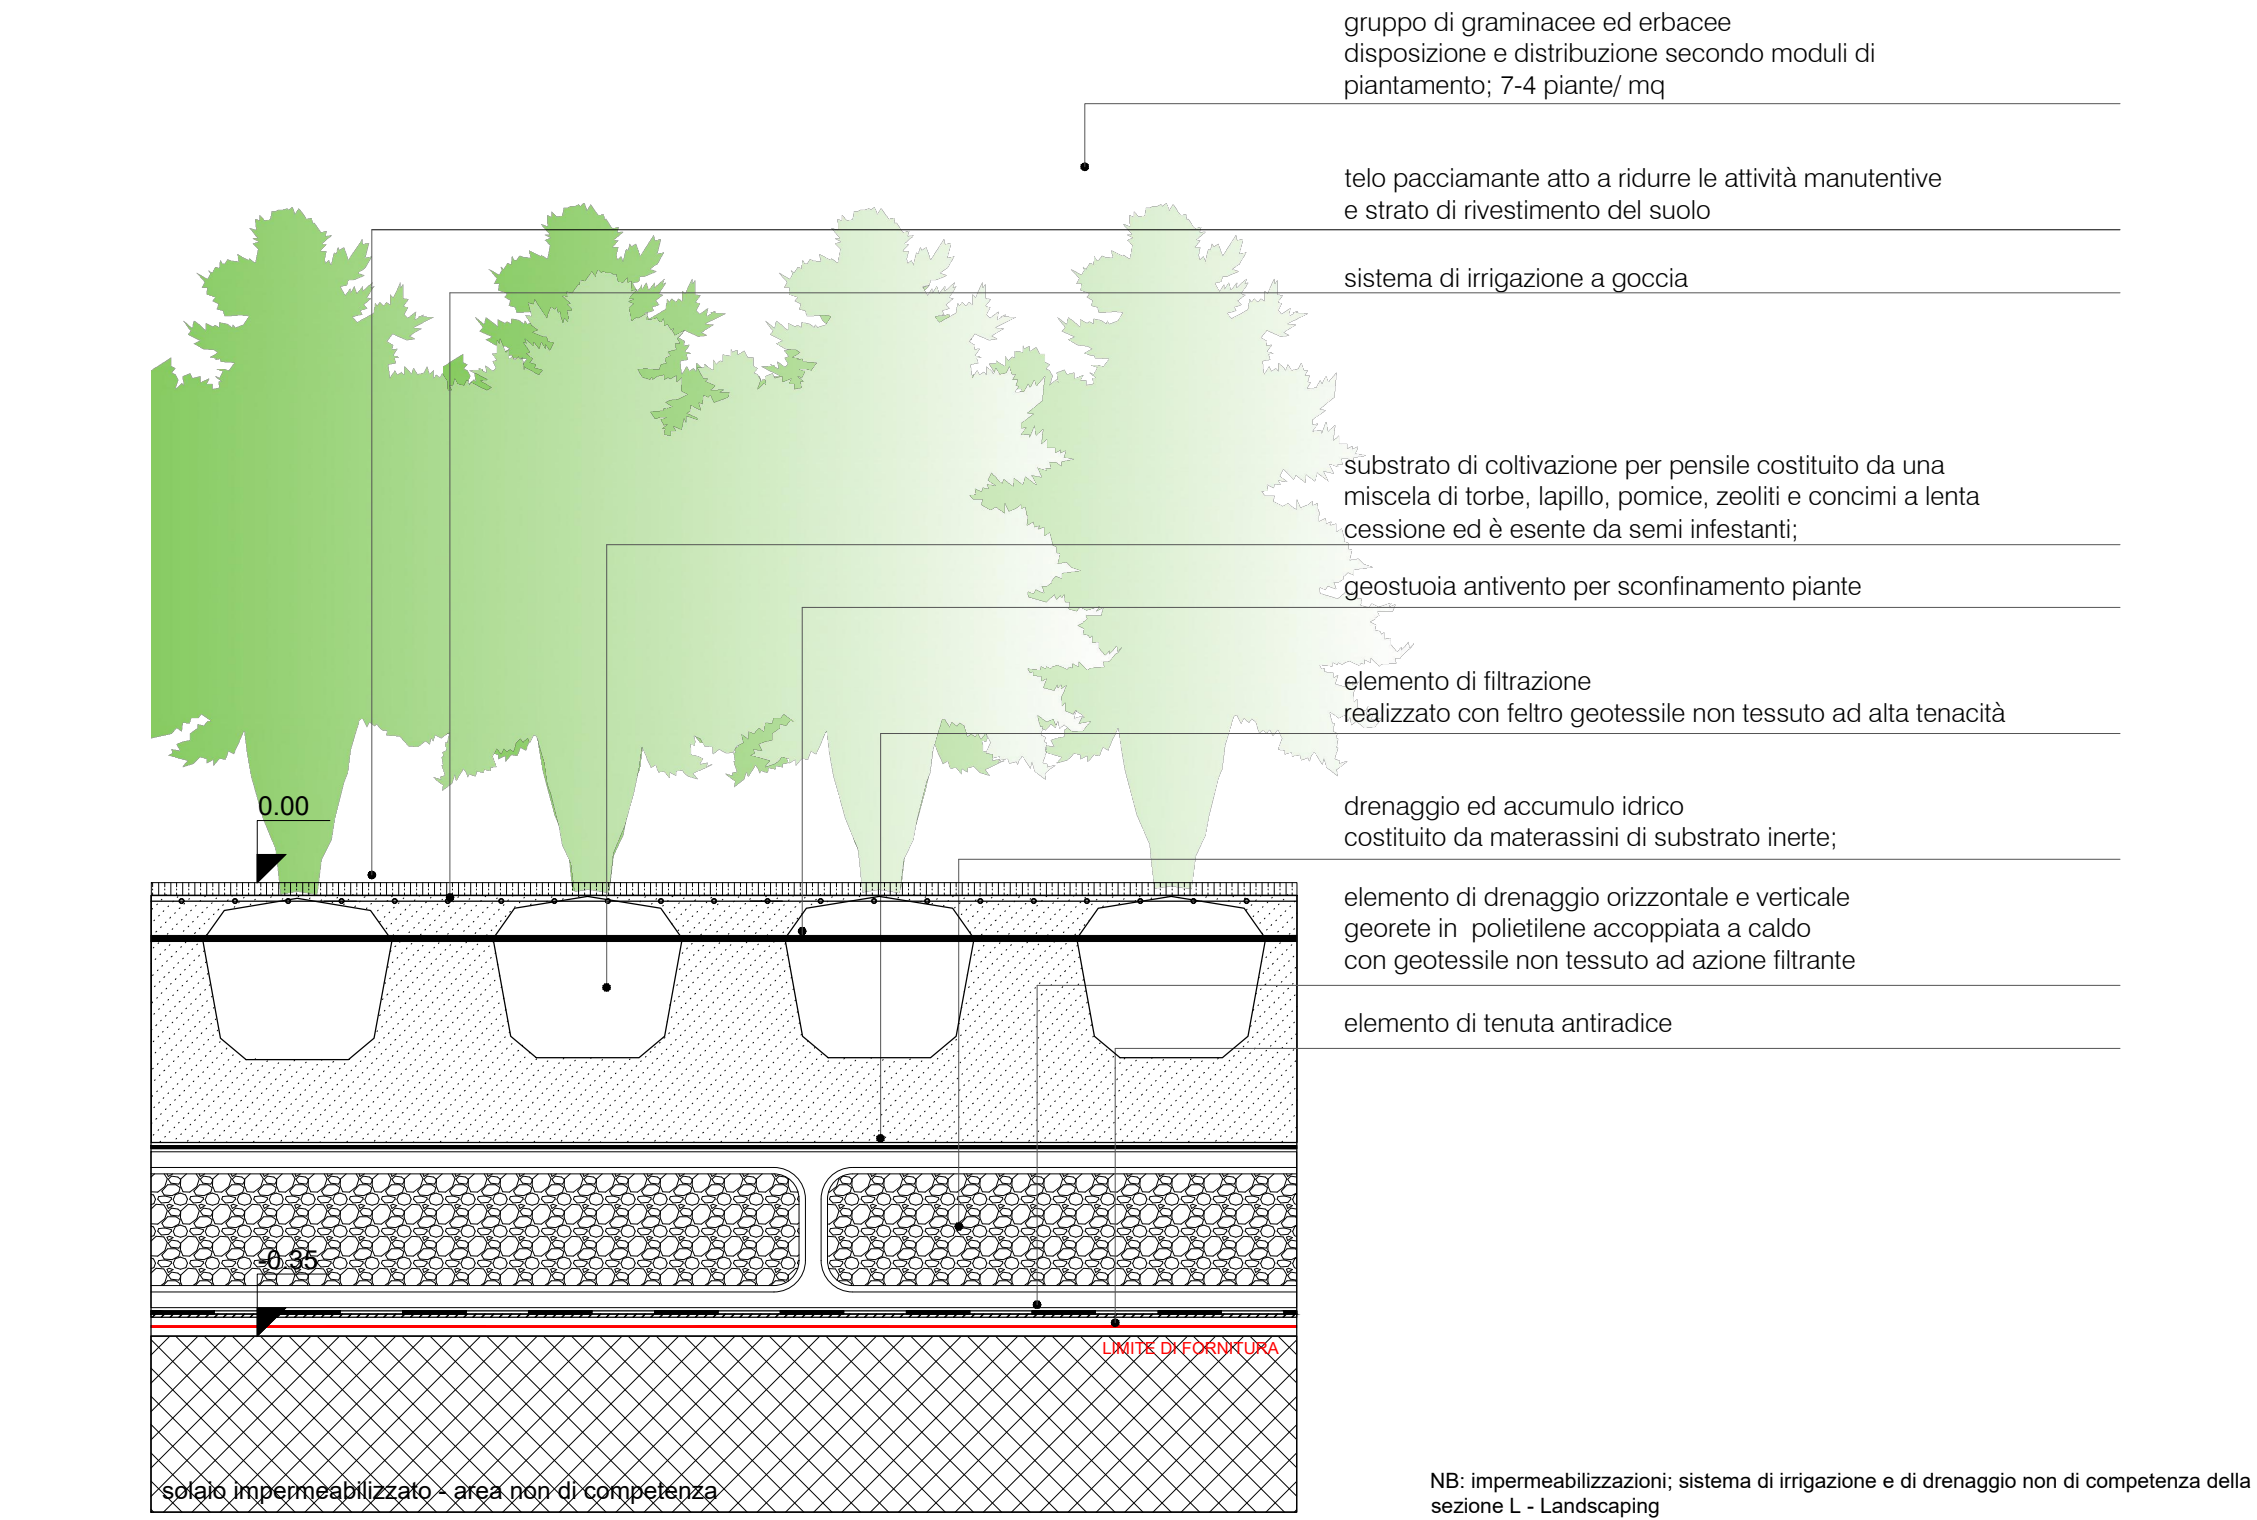 gruppo di graminacee ed erbacee
disposizione e distribuzione secondo moduli di
piantamento; 7-4 piante/ mq
telo pacciamante atto a ridurre le attività manutentive
e strato di rivestimento del suolo
sistema di irrigazione a goccia
substrato di coltivazione per pensile costituito da una
miscela di torbe, lapillo, pomice, zeoliti e concimi a lenta
cessione ed è esente da semi infestanti;
geostuoia antivento per sconfinamento piante
elemento di filtrazione
realizzato con feltro geotessile non tessuto ad alta tenacità
0.00
drenaggio ed accumulo idrico
costituito da materassini di substrato inerte;
elemento di drenaggio orizzontale e verticale
georete in  polietilene accoppiata a caldo
con geotessile non tessuto ad azione filtrante
elemento di tenuta antiradice
-0.35
LIMITE DI FORNITURA
solaio impermeabilizzato - area non di competenza
NB: impermeabilizzazioni; sistema di irrigazione e di drenaggio non di competenza della
sezione L - Landscaping